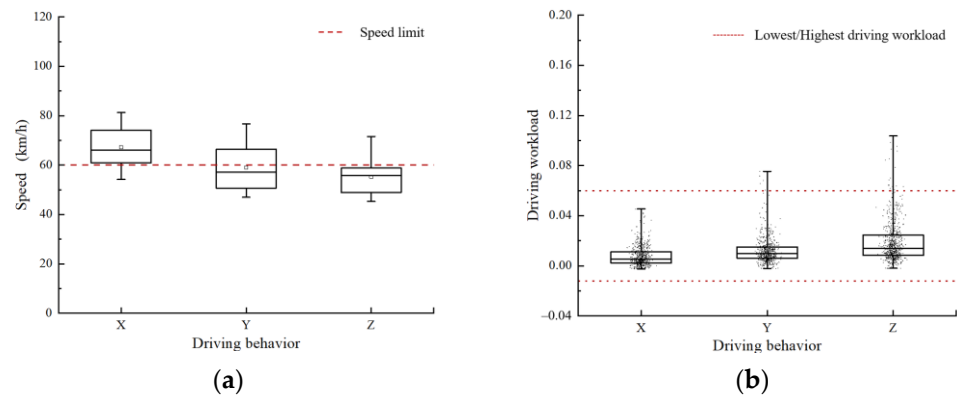 120
100
80
60
40
20
0
Speed (km/h)
Speed limit
X Y Z
Driving behavior
(a)
0.20
0.16
0.12
0.08
0.04
0.00
–0.04
Driving workload
Lowest/Highest driving workload
X Y Z
Driving behavior
(b)